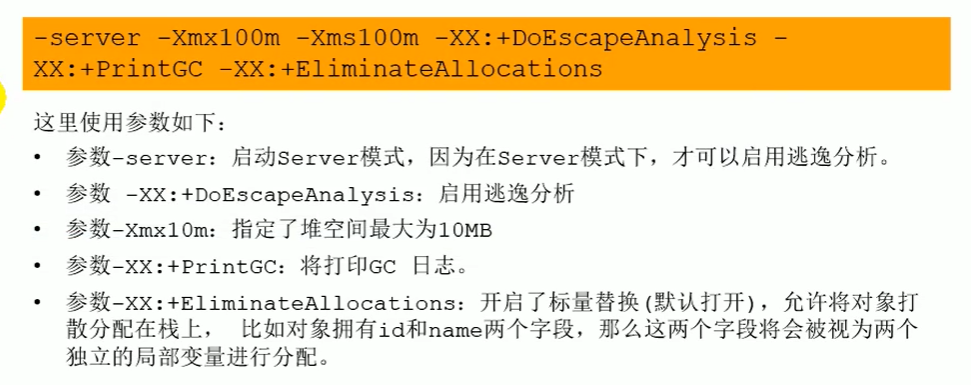 -server -Xmx100m -Xms100m -XX:+DoEscapeAnalysis -
XX:+PrintGC -XX:+EliminateAllocations
这里使用参数如下：
• 参数-server：启动Server模式，因为在Server模式下，才可以启用逃逸分析。
• 参数 -XX:+DoEscapeAnalysis：启用逃逸分析
• 参数-Xmx10m：指定了堆空间最大为10MB
• 参数-XX:+PrintGC：将打印GC 日志。
• 参数-XX:+EliminateAllocations：开启了标量替换(默认打开)，允许将对象打
散分配在栈上， 比如对象拥有id和name两个字段，那么这两个字段将会被视为两个
独立的局部变量进行分配。